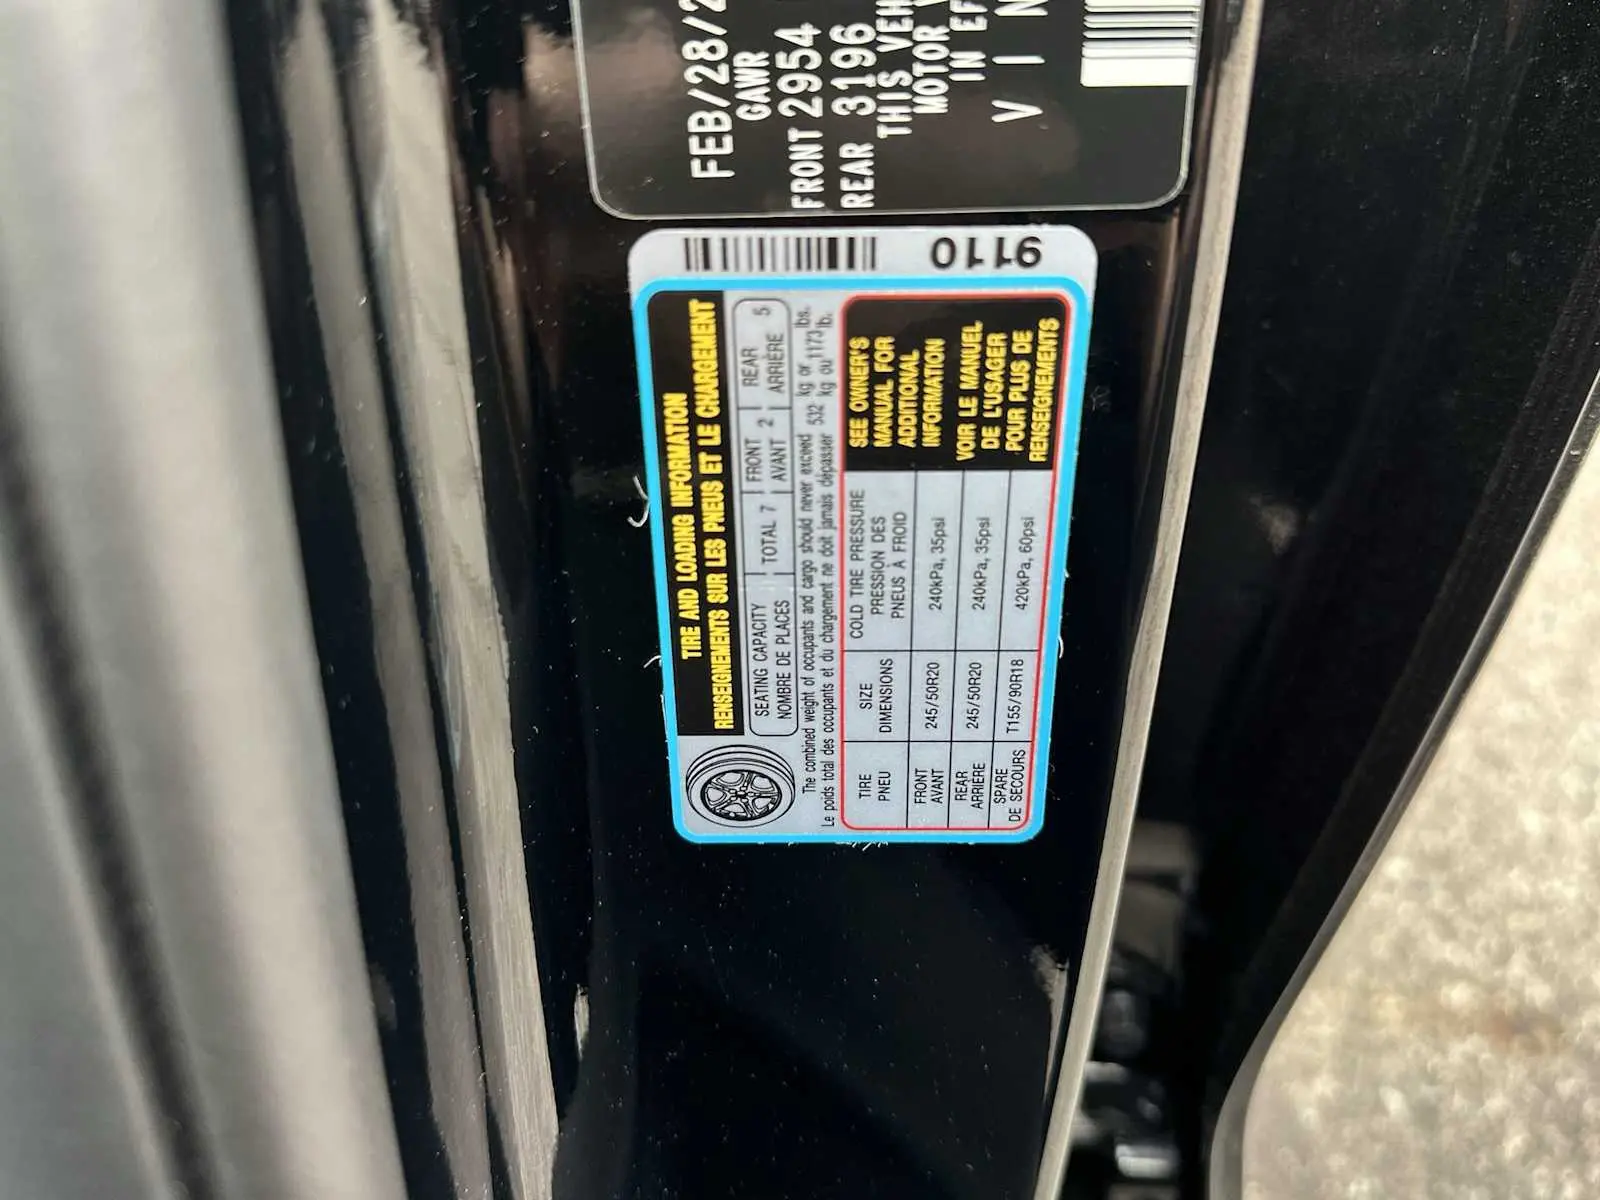 FEB/28/2
GAWR
FRONT 2954
REAR 3196
THIS VEH
MOTOR V
IN EF
V I N
9110
TIRE AND LOADING INFORMATION
RENSEIGNEMENTS SUR LES PNEUS ET LE CHARGEMENT
SEATING CAPACITY TOTAL 7 FRONT 2 REAR 5
NOMBRE DE PLACES AVANT ARRIÈRE
The combined weight of occupants and cargo should never exceed 532 kg or 1173 lbs.
Le poids total des occupants et du chargement ne doit jamais dépasser kg ou lb.
TIRE SIZE COLD TIRE PRESSURE
PNEU DIMENSIONS PRESSION DES
PNEUS À FROID
FRONT 245/50R20 240kPa, 35psi
AVANT
REAR 245/50R20 240kPa, 35psi
ARRIÈRE
SPARE T155/90R18 420kPa, 60psi
DE SECOURS
SEE OWNER'S
MANUAL FOR
ADDITIONAL
INFORMATION
VOIR LE MANUEL
DE L'USAGER
POUR PLUS DE
RENSEIGNEMENTS